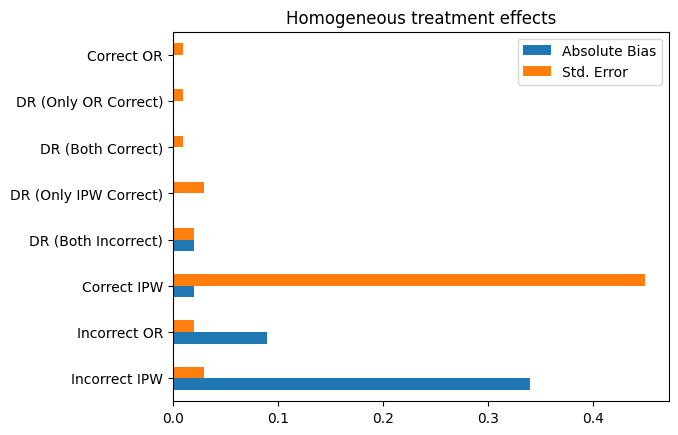 Homogeneous treatment effects
Absolute Bias
Std. Error
Correct OR
DR (Only OR Correct)
DR (Both Correct)
DR (Only IPW Correct)
DR (Both Incorrect)
Correct IPW
Incorrect OR
Incorrect IPW
0.0 0.1 0.2 0.3 0.4